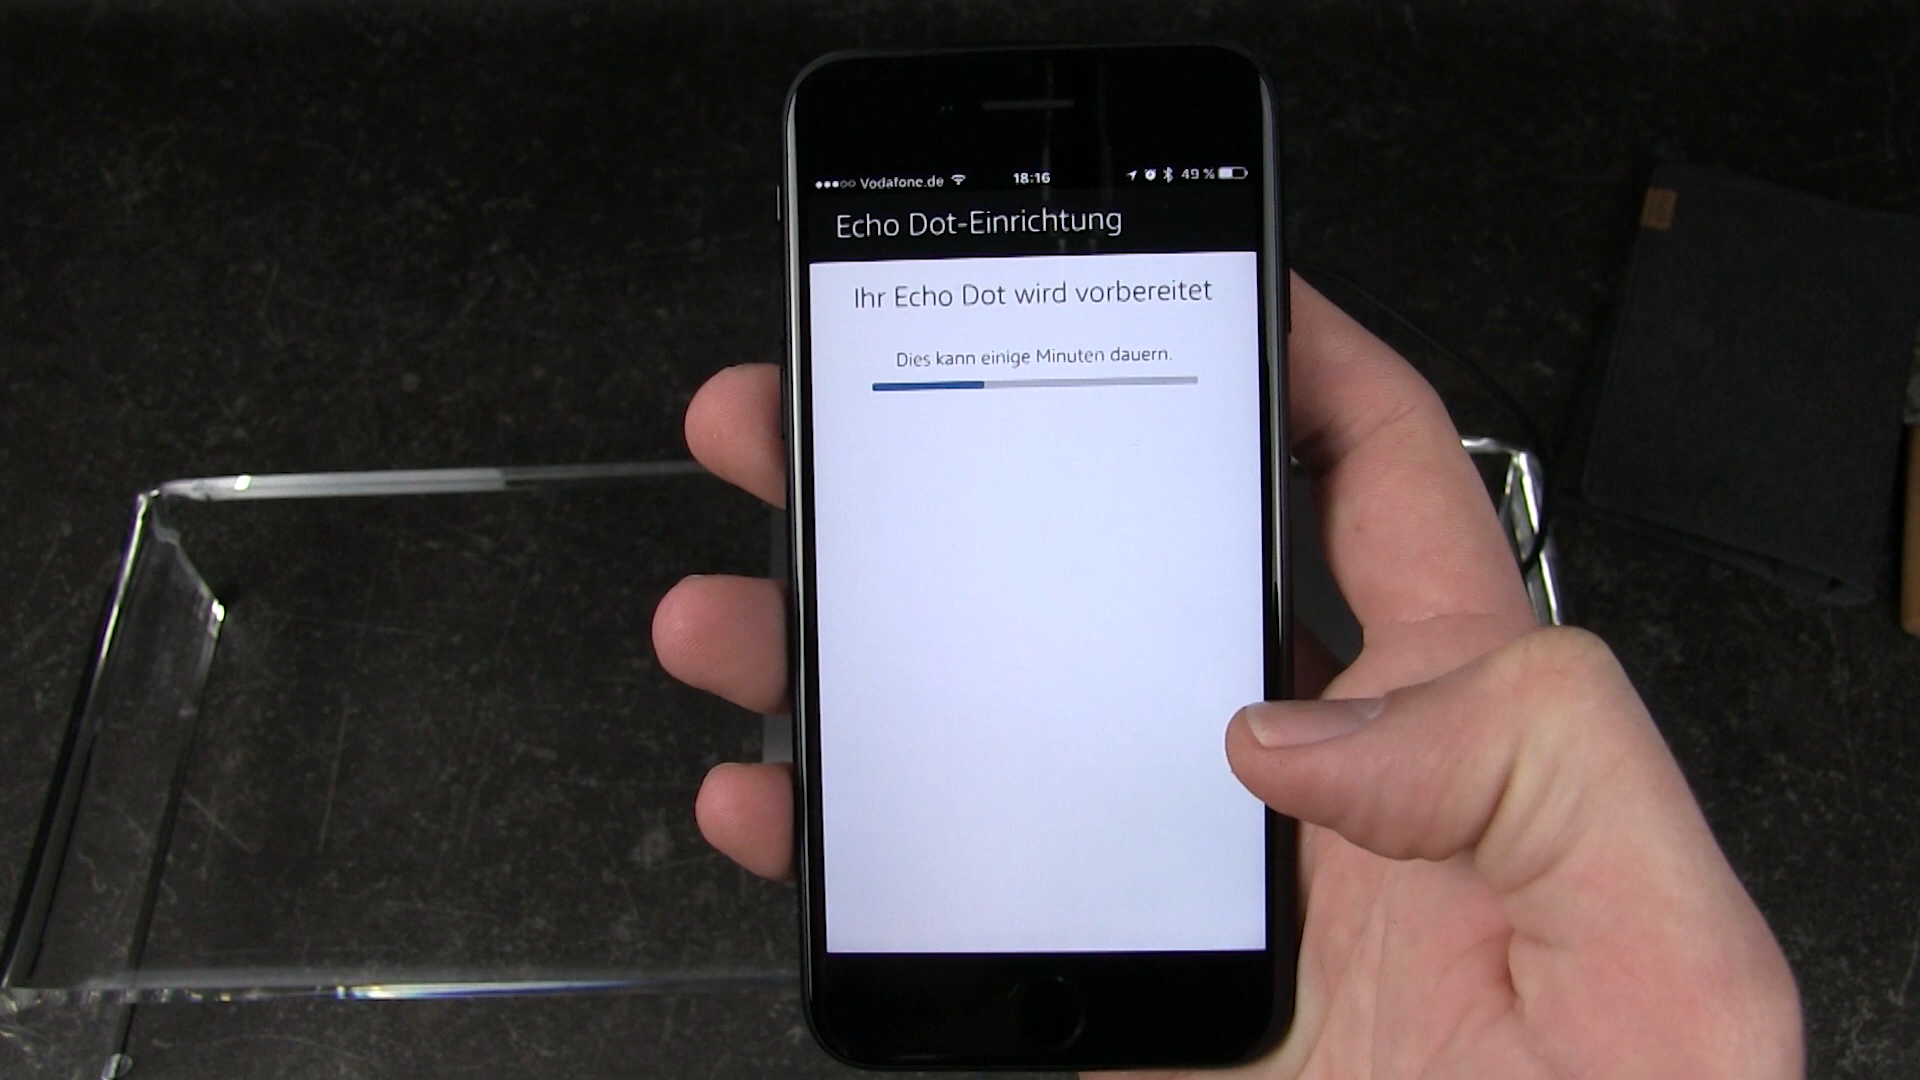 Vodafone.de 18:16 49 %
Echo Dot-Einrichtung
Ihr Echo Dot wird vorbereitet
Dies kann einige Minuten dauern.